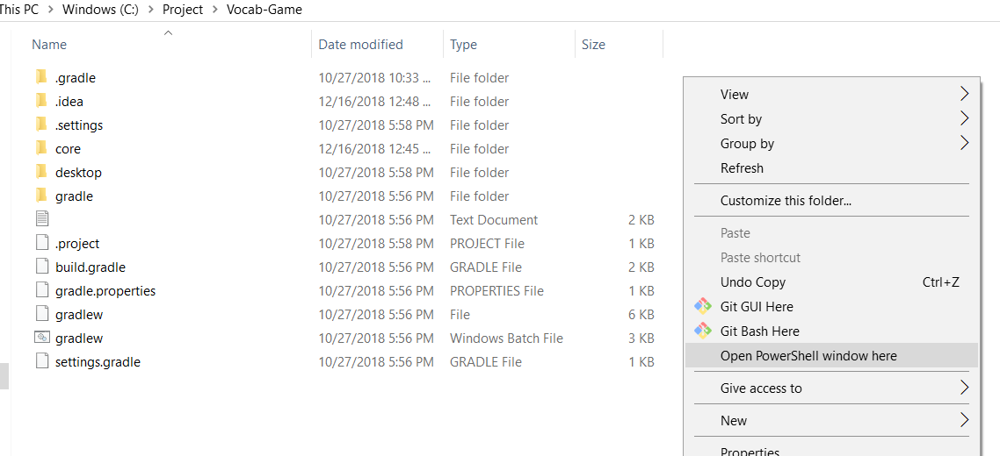 This PC > Windows (C:) > Project > Vocab-Game
Name Date modified Type Size
.gradle 10/27/2018 10:33 ... File folder
.idea 12/16/2018 12:48 ... File folder
.settings 10/27/2018 5:58 PM File folder
core 12/16/2018 12:45 ... File folder
desktop 10/27/2018 5:58 PM File folder
gradle 10/27/2018 5:56 PM File folder
10/27/2018 5:56 PM Text Document 2 KB
.project 10/27/2018 5:58 PM PROJECT File 1 KB
build.gradle 10/27/2018 5:56 PM GRADLE File 2 KB
gradle.properties 10/27/2018 5:56 PM PROPERTIES File 1 KB
gradlew 10/27/2018 5:56 PM File 6 KB
gradlew 10/27/2018 5:56 PM Windows Batch File 3 KB
settings.gradle 10/27/2018 5:56 PM GRADLE File 1 KB
View
Sort by
Group by
Refresh
Customize this folder...
Paste
Paste shortcut
Undo Copy Ctrl+Z
Git GUI Here
Git Bash Here
Open PowerShell window here
Give access to
New
Properties